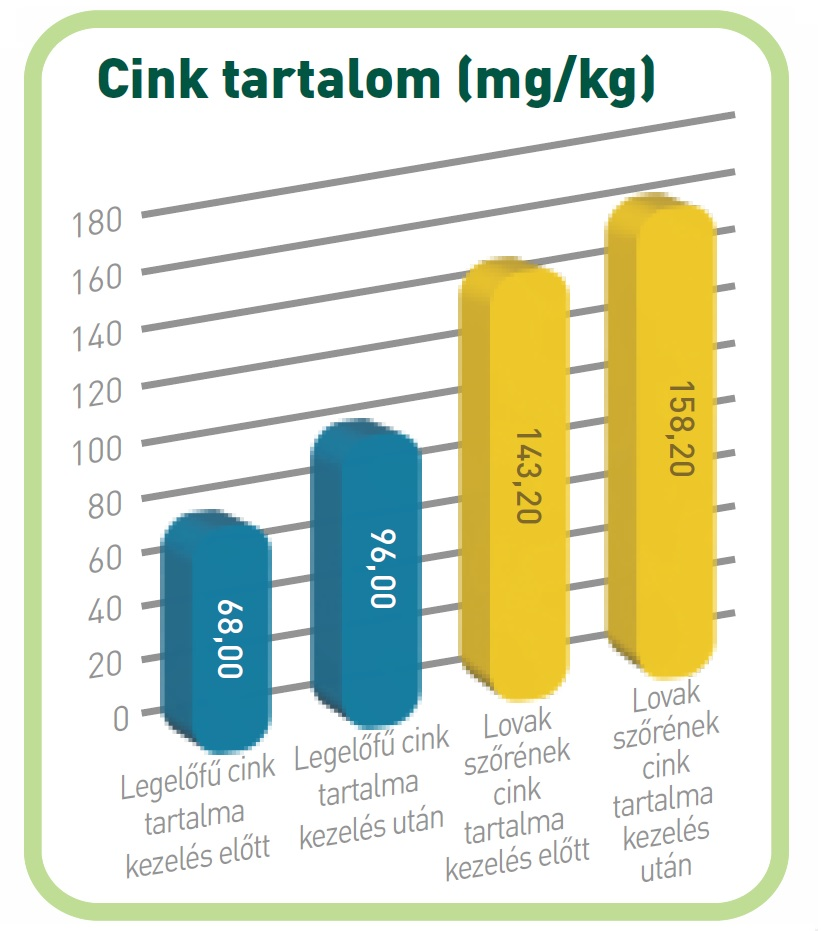 Cink tartalom (mg/kg)
180
160
140
120
100
80
60
40
20
0
68,00
96,00
143,20
158,20
Legelőfű cink
tartalma
kezelés előtt
Legelőfű cink
tartalma
kezelés után
Lovak
szőrének
cink
tartalma
kezelés előtt
Lovak
szőrének
cink
tartalma
kezelés
után